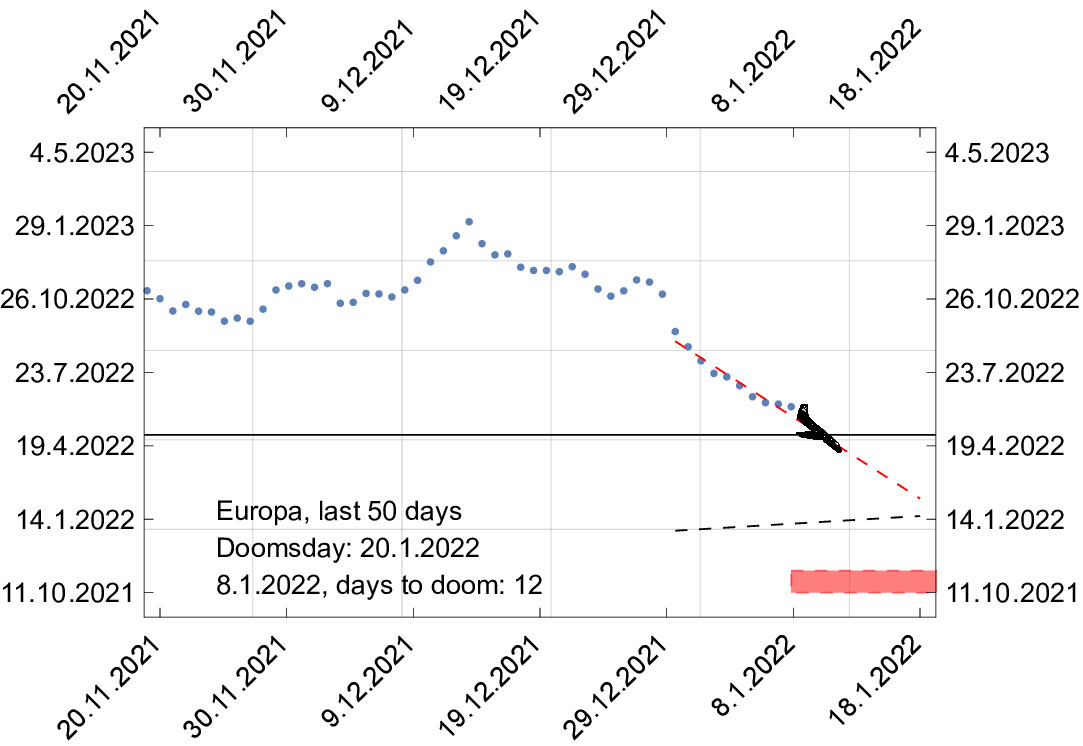 20.11.2021 30.11.2021 9.12.2021 19.12.2021 29.12.2021 8.1.2022 18.1.2022
4.5.2023 4.5.2023
29.1.2023 29.1.2023
26.10.2022 26.10.2022
23.7.2022 23.7.2022
19.4.2022 19.4.2022
Europa, last 50 days
14.1.2022 14.1.2022
Doomsday: 20.1.2022
8.1.2022, days to doom: 12
11.10.2021 11.10.2021
20.11.2021 30.11.2021 9.12.2021 19.12.2021 29.12.2021 8.1.2022 18.1.2022